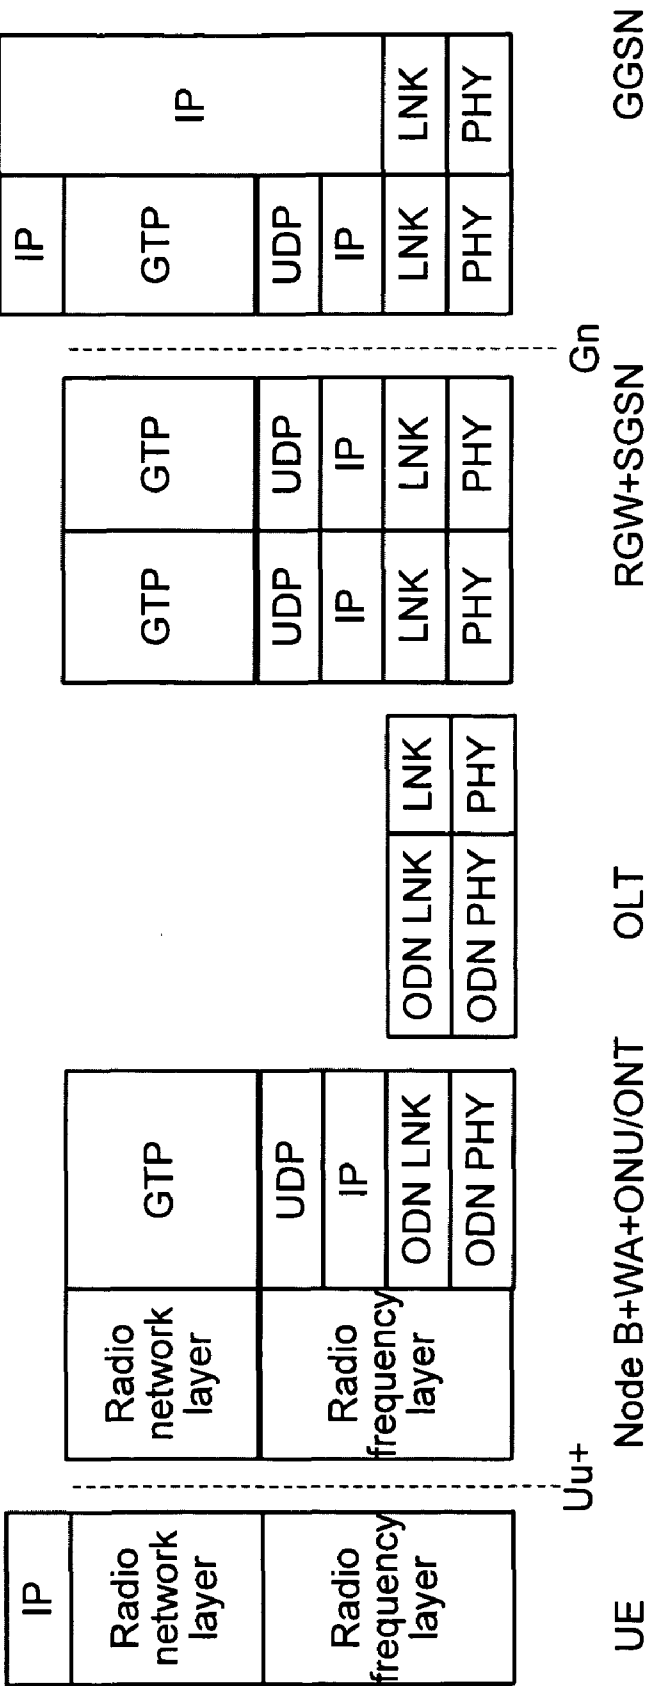 IP
Radio
network
layer
Radio
frequency
layer
UE
Uu+
Radio
network
layer
Radio
frequency
layer
GTP
UDP
IP
ODN LNK
ODN PHY
Node B+WA+ONU/ONT
ODN LNK
ODN PHY
LNK
PHY
OLT
GTP
UDP
IP
LNK
PHY
GTP
UDP
IP
LNK
PHY
RGW+SGSN
Gn
IP
GTP
UDP
IP
LNK
PHY
IP
LNK
PHY
GGSN